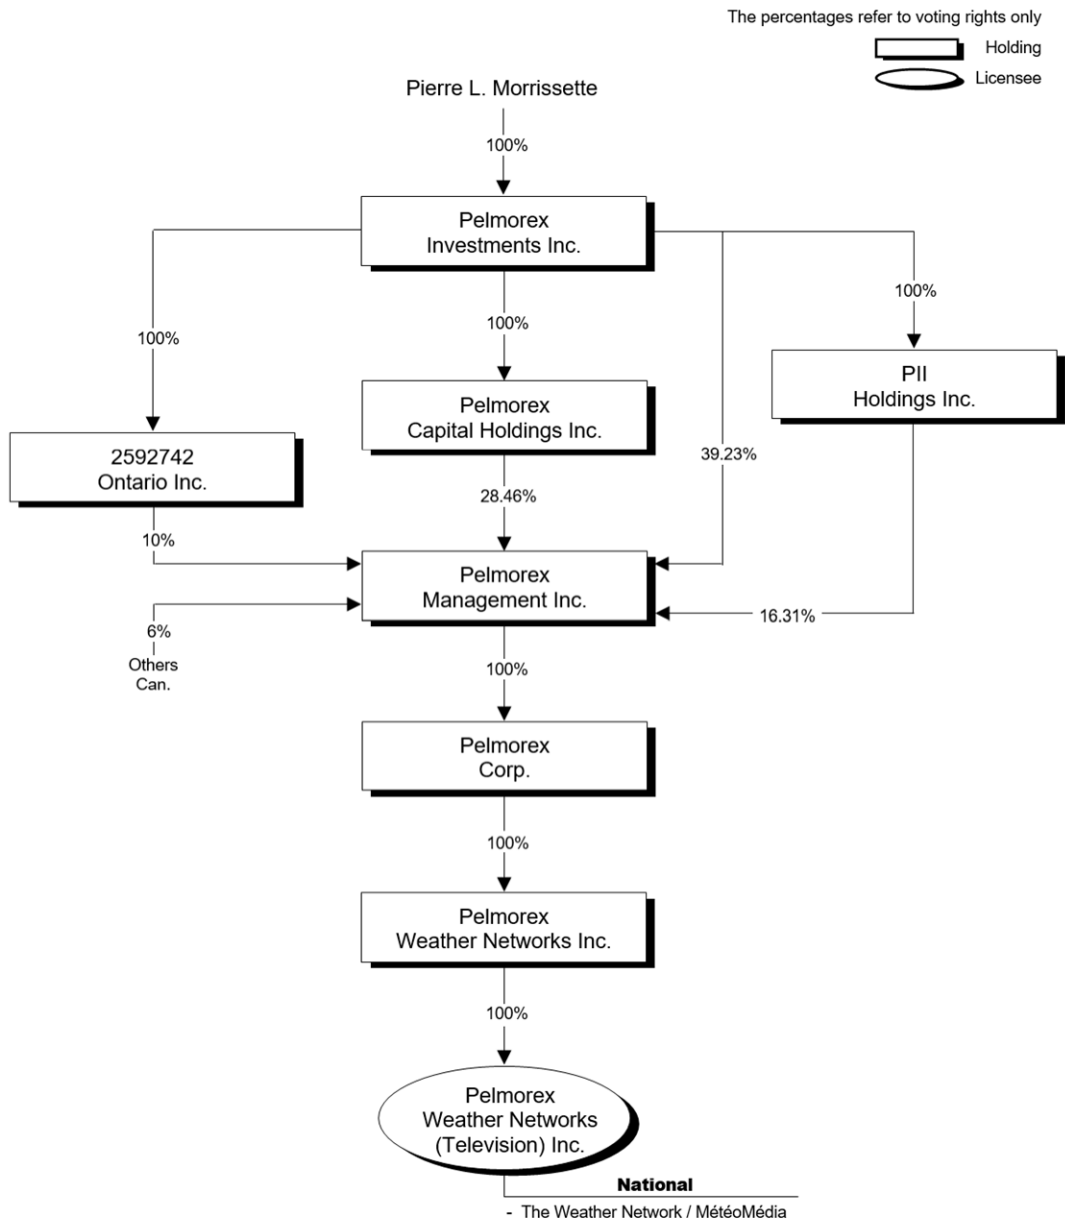 The percentages refer to voting rights only
Holding
Licensee
Pierre L. Morrissette
100%
Pelmorex
Investments Inc.
100%
100%
100%
Pelmorex
Capital Holdings Inc.
PII
Holdings Inc.
2592742
Ontario Inc.
39.23%
28.46%
10%
Pelmorex
Management Inc.
16.31%
6%
Others
Can.
100%
Pelmorex
Corp.
100%
Pelmorex
Weather Networks Inc.
100%
Pelmorex
Weather Networks
(Television) Inc.
National
- The Weather Network / MétéoMédia